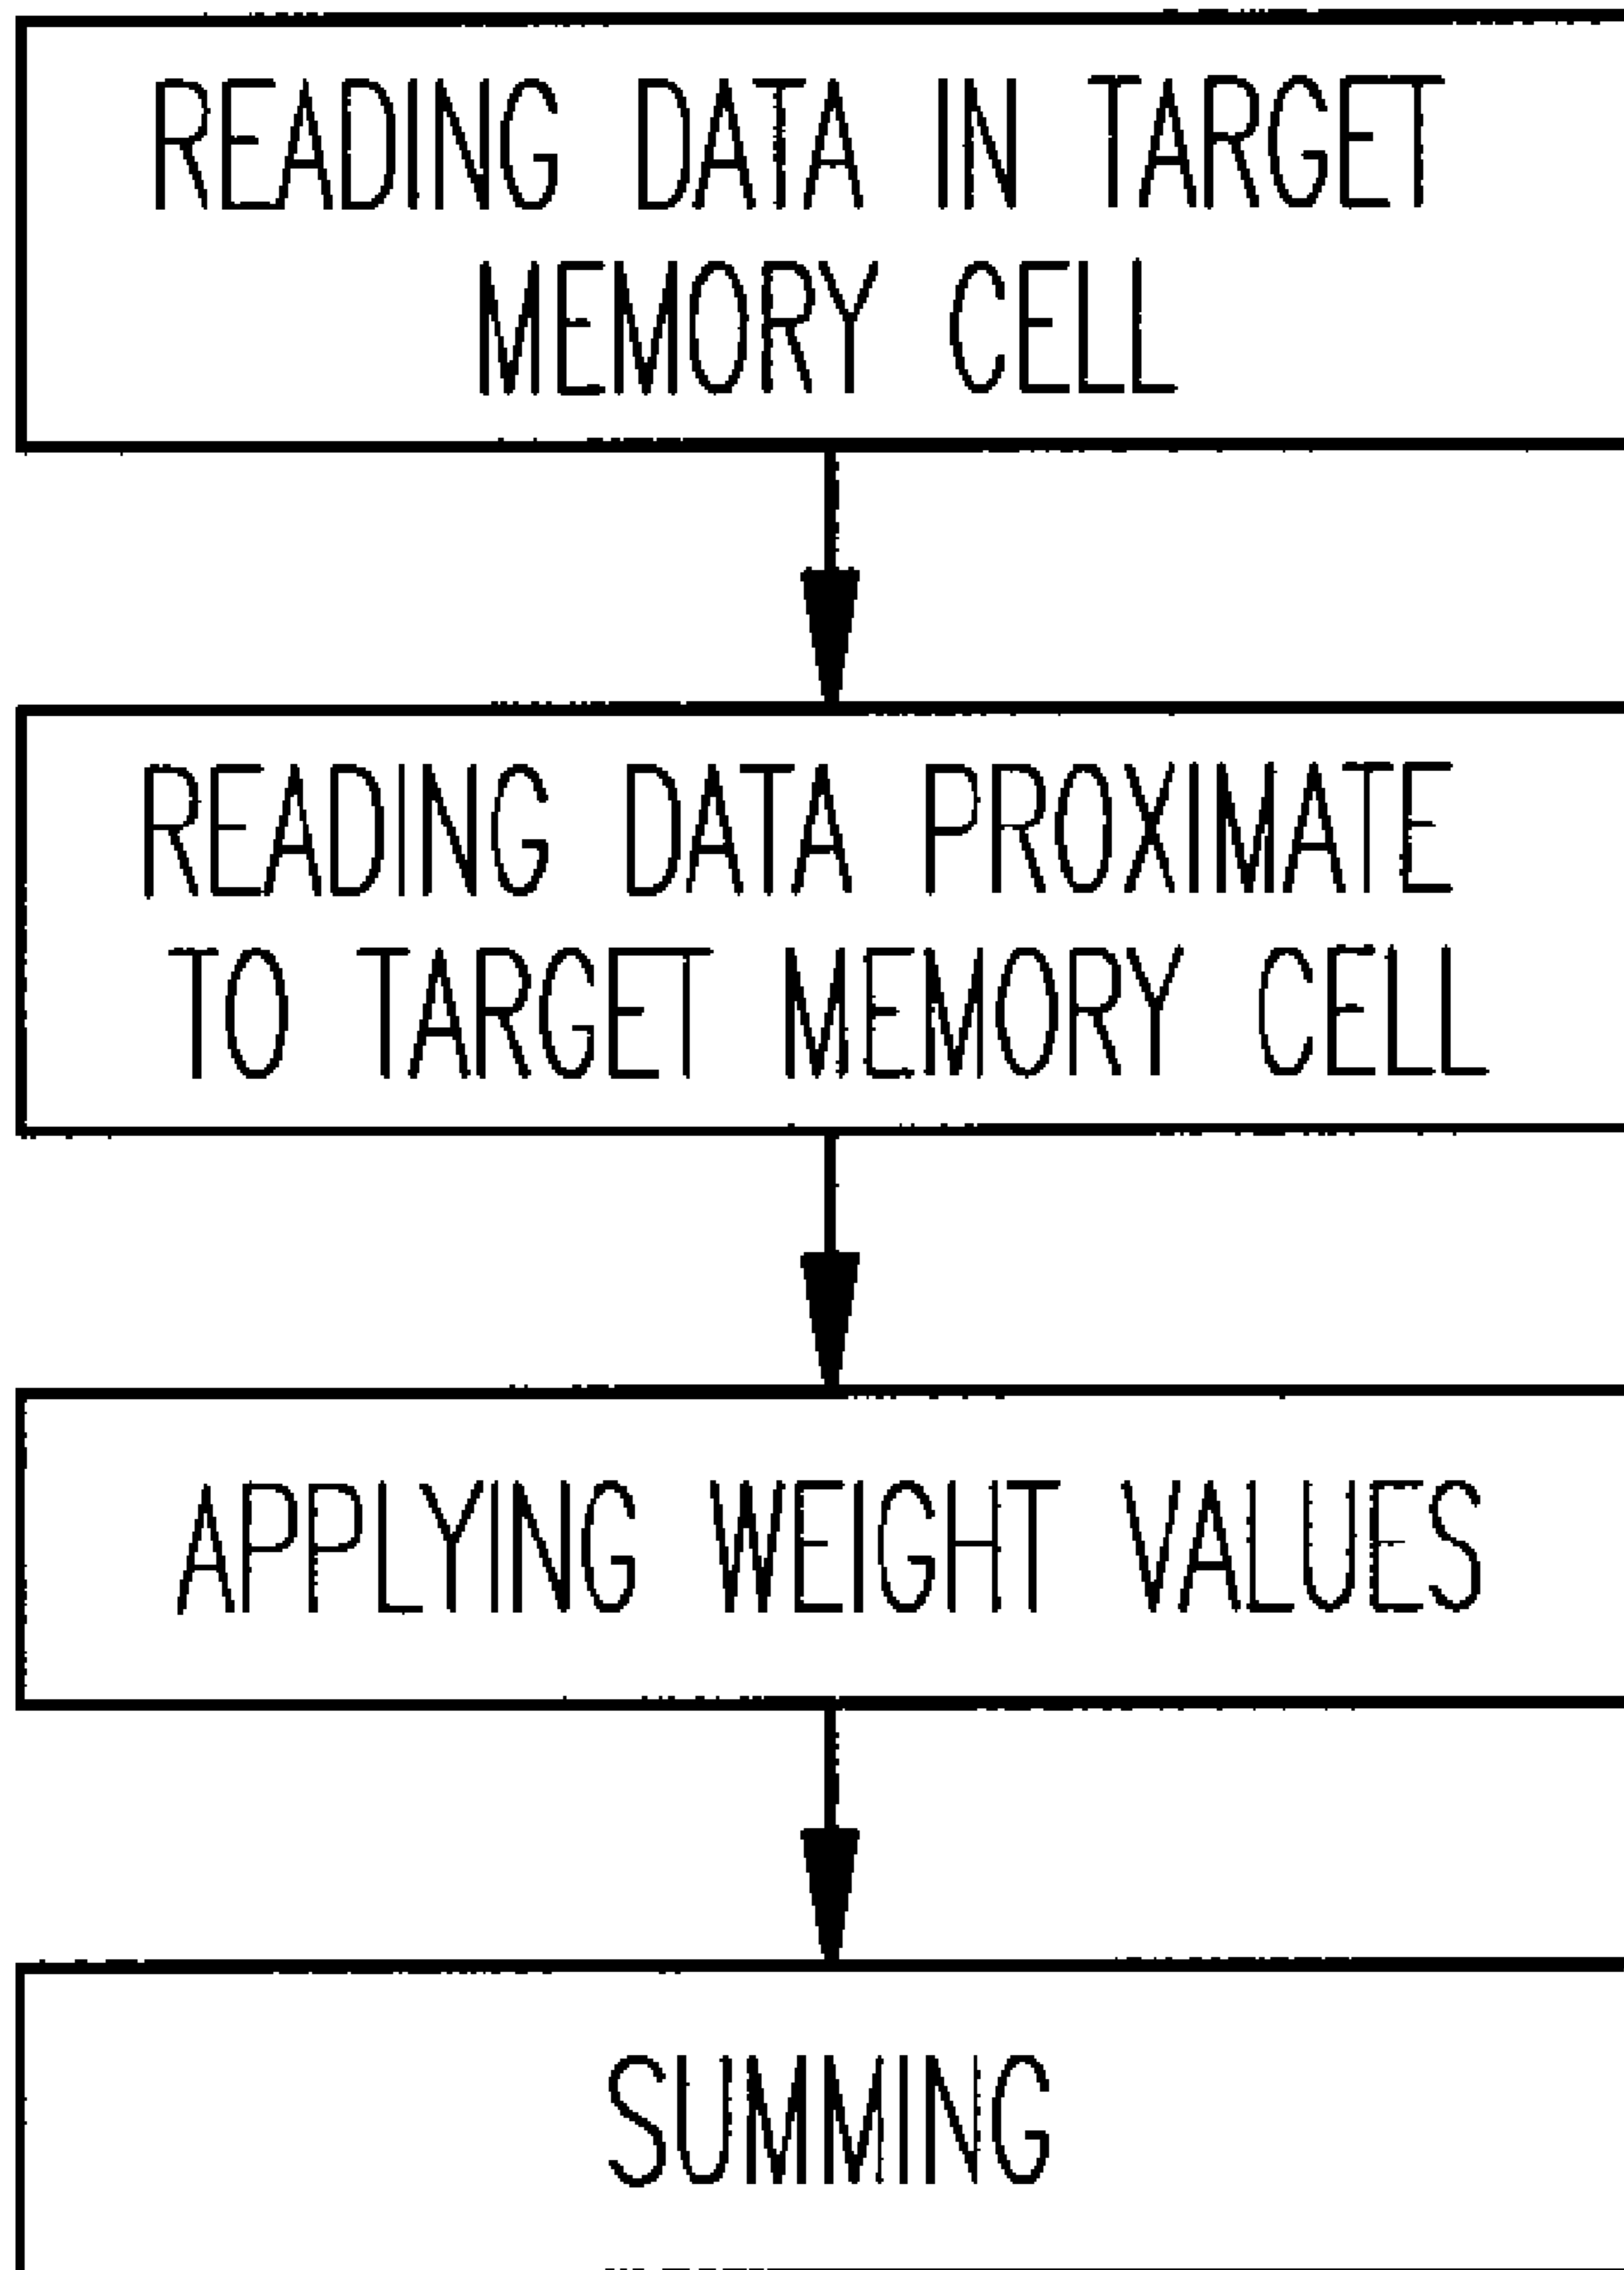 READING DATA IN TARGET
MEMORY CELL
READING DATA PROXIMATE
TO TARGET MEMORY CELL
APPLYING WEIGHT VALUES
SUMMING